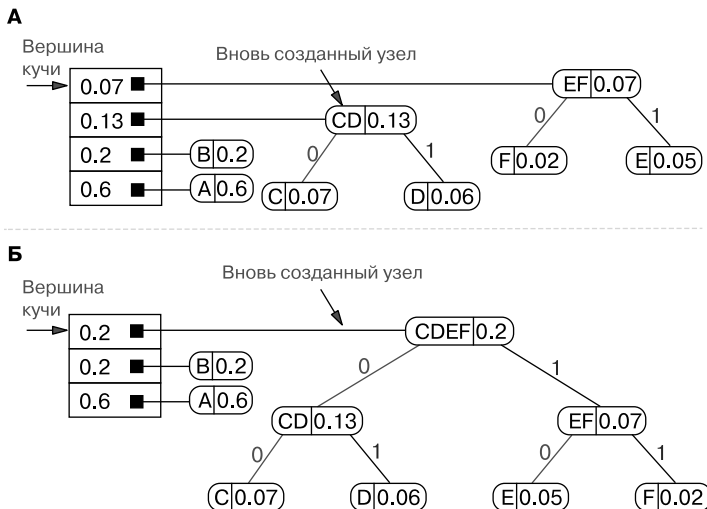 А
Вершина
кучи
Вновь созданный узел
0.07
EF 0.07
0.13
CD 0.13
0
1
0.2
B 0.2
0
1
F 0.02
E 0.05
0.6
A 0.6
C 0.07
D 0.06
Б
Вновь созданный узел
Вершина
кучи
0.2
CDEF 0.2
0.2
B 0.2
0
1
0.6
A 0.6
CD 0.13
EF 0.07
0
1
0
1
C 0.07
D 0.06
E 0.05
F 0.02